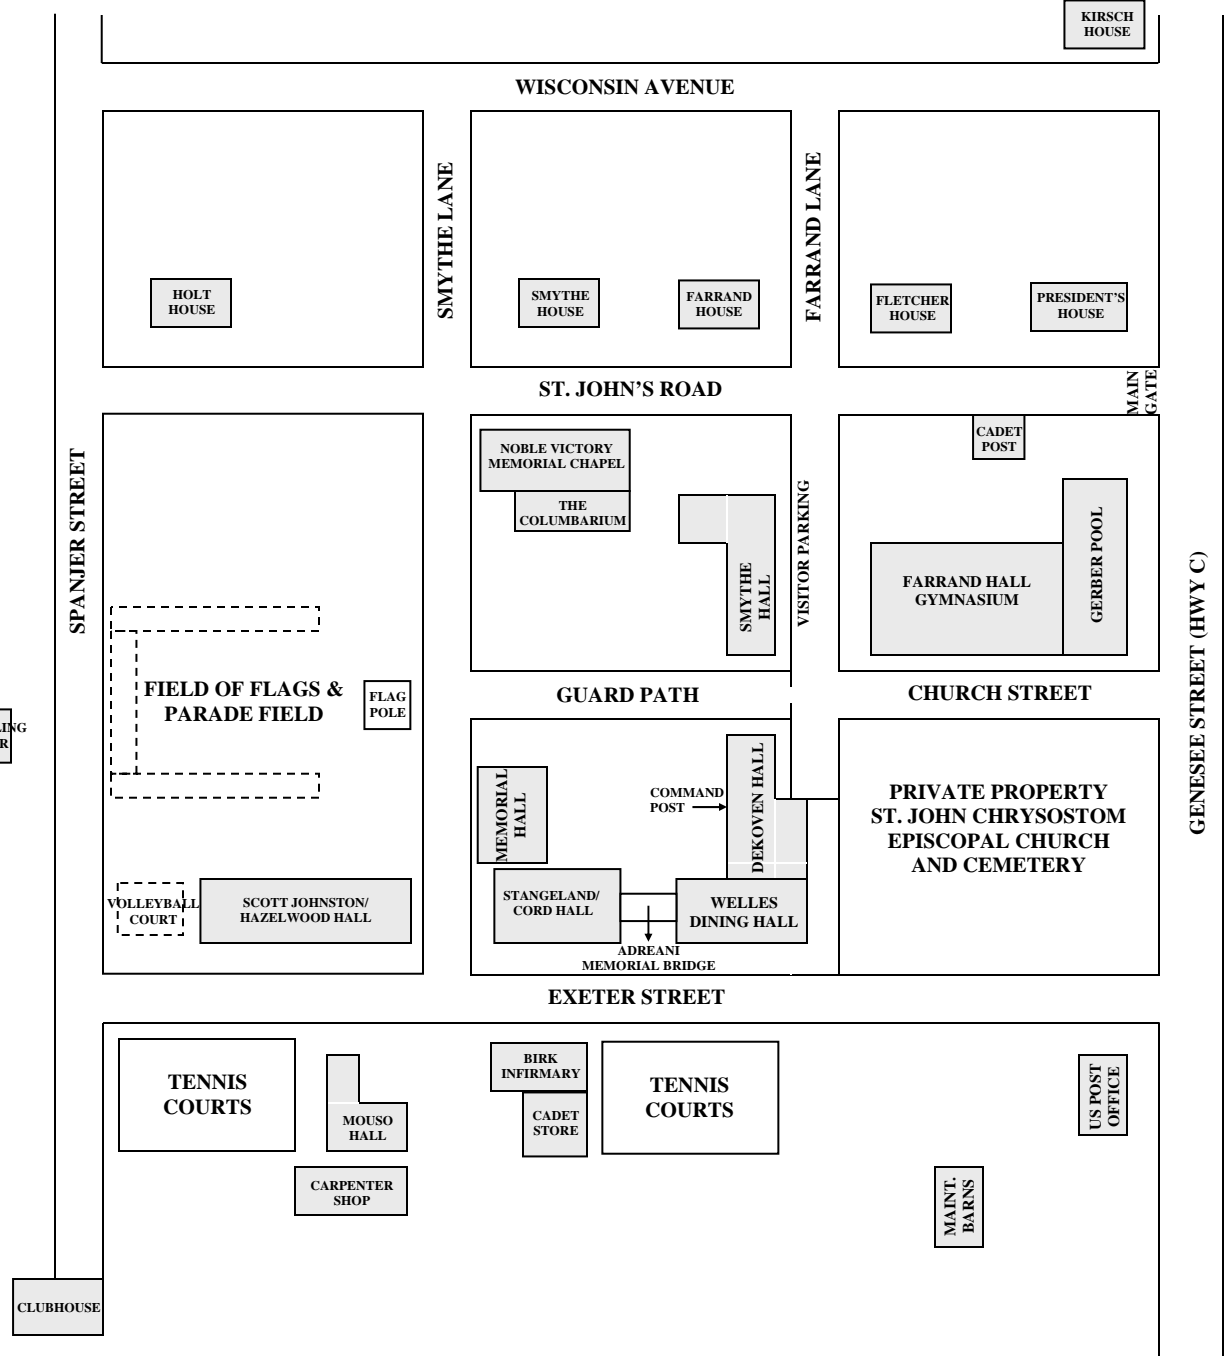 KIRSCH
HOUSE
WISCONSIN AVENUE
SMYTHE LANE
FARRAND LANE
HOLT
HOUSE
SMYTHE
HOUSE
FARRAND
HOUSE
FLETCHER
HOUSE
PRESIDENT'S
HOUSE
ST. JOHN'S ROAD
MAIN
GATE
SPANJER STREET
NOBLE VICTORY
MEMORIAL CHAPEL
THE
COLUMBARIUM
SMYTHE
HALL
VISITOR PARKING
CADET
POST
FARRAND HALL
GYMNASIUM
GERBER POOL
GENESEE STREET (HWY C)
FIELD OF FLAGS &
PARADE FIELD
FLAG
POLE
GUARD PATH
CHURCH STREET
ING
R
MEMORIAL
HALL
COMMAND
POST
DEKOVEN HALL
PRIVATE PROPERTY
ST. JOHN CHRYSOSTOM
EPISCOPAL CHURCH
AND CEMETERY
VOLLEYBALL
COURT
SCOTT JOHNSTON/
HAZELWOOD HALL
STANGELAND/
CORD HALL
WELLES
DINING HALL
ADREANI
MEMORIAL BRIDGE
EXETER STREET
TENNIS
COURTS
MOUSO
HALL
BIRK
INFIRMARY
CADET
STORE
TENNIS
COURTS
US POST
OFFICE
CARPENTER
SHOP
MAINT.
BARNS
CLUBHOUSE